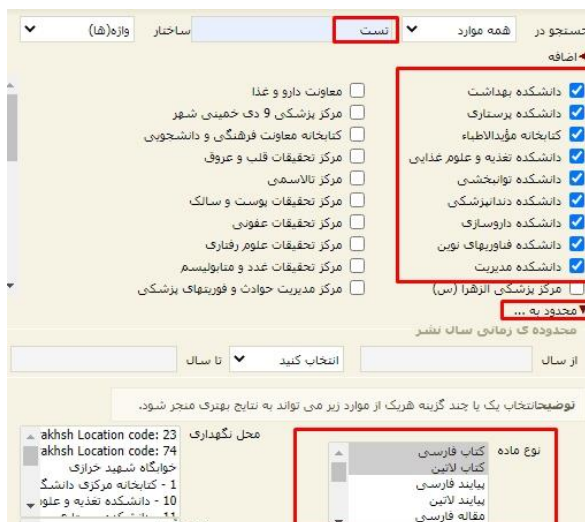 جستجو در همه موارد تست ساختار واژه(ها)
اضافه
دانشکده بهداشت معاونت دارو و غذا
دانشکده پرستاری مرکز پزشکی 9 دی خمینی شهر
کتابخانه مؤیدالاطباء کتابخانه معاونت فرهنگی و دانشجویی
دانشکده تغذیه و علوم غذایی مرکز تحقیقات قلب و عروق
دانشکده توانبخشی مرکز تالاسمی
دانشکده دندانپزشکی مرکز تحقیقات پوست و سالک
دانشکده داروسازی مرکز تحقیقات عفونی
دانشکده فناوریهای نوین مرکز تحقیقات علوم رفتاری
دانشکده مدیریت مرکز تحقیقات غدد و متابولیسم
مرکز پزشکی الزهرا (س) مرکز مدیریت حوادث و فوریتهای پزشکی
محدود به ...
محدوده ی زمانی سال نشر
از سال انتخاب کنید تا سال
توضیح:انتخاب یک یا چند گزینه هریک از موارد زیر می تواند به نتایج بهتری منجر شود.
نوع ماده کتاب فارسی محل نگهداری akhsh Location code: 23
کتاب لاتین akhsh Location code: 74
پیایند فارسی خوابگاه شهید خرازی
پیایند لاتین 1 - کتابخانه مرکزی دانشگ
مقاله فارسی 10 - دانشکده تغذیه و علوم
11